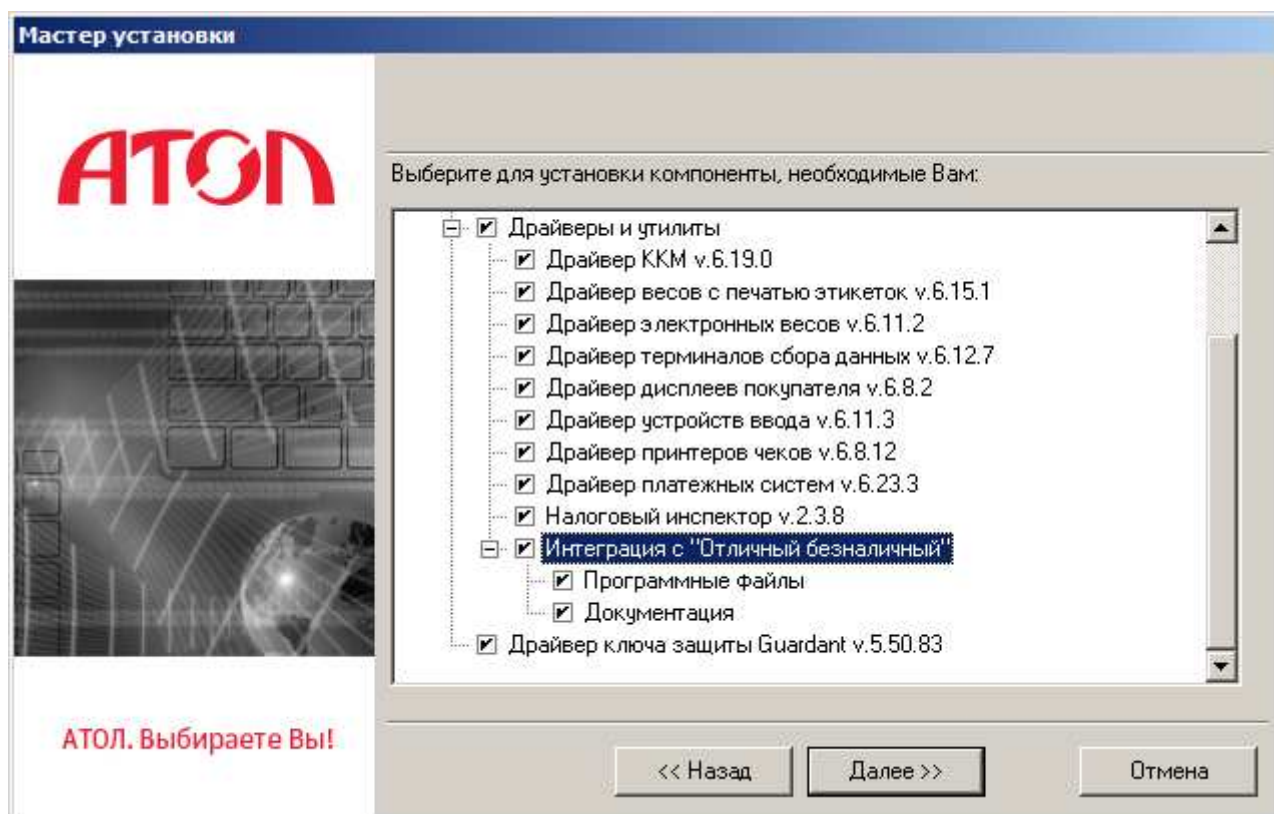 Мастер установки
АТОЛ
Выберите для установки компоненты, необходимые Вам:
Драйверы и утилиты
Драйвер ККМ v.6.19.0
Драйвер весов с печатью этикеток v.6.15.1
Драйвер электронных весов v.6.11.2
Драйвер терминалов сбора данных v.6.12.7
Драйвер дисплеев покупателя v.6.8.2
Драйвер устройств ввода v.6.11.3
Драйвер принтеров чеков v.6.8.12
Драйвер платежных систем v.6.23.3
Налоговый инспектор v.2.3.8
Интеграция с "Отличный безналичный"
Программные файлы
Документация
Драйвер ключа защиты Guardant v.5.50.83
АТОЛ. Выбираете Вы!
<< Назад
Далее >>
Отмена